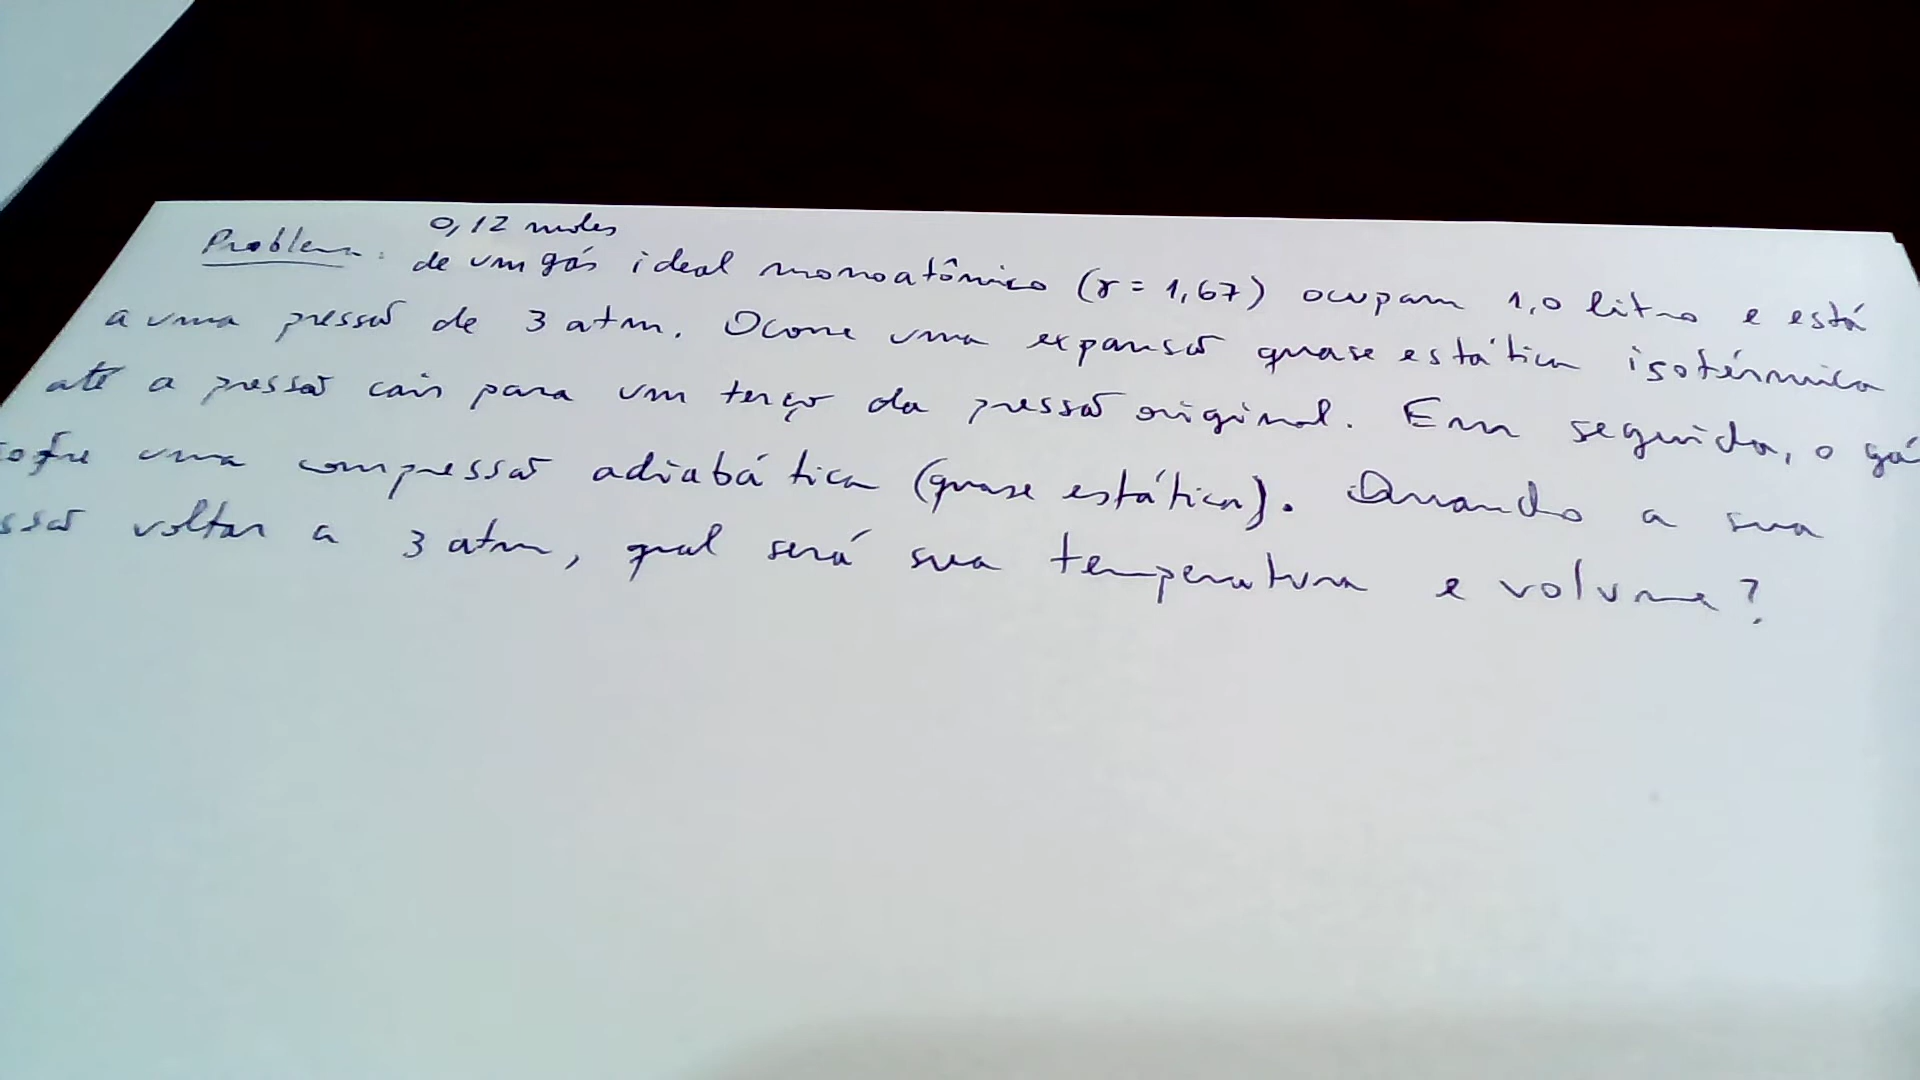 0,12 moles
Problema: de um gás ideal monoatômico (γ = 1,67) ocupam 1,0 litro e está
a uma pressão de 3 atm. Ocorre uma expansão quase estática isotérmica
até a pressão cair para um terço da pressão original. Em seguida, o gá
sofre uma compressão adiabática (quase estática). Quando a sua
ssão voltar a 3 atm, qual será sua temperatura e volume?